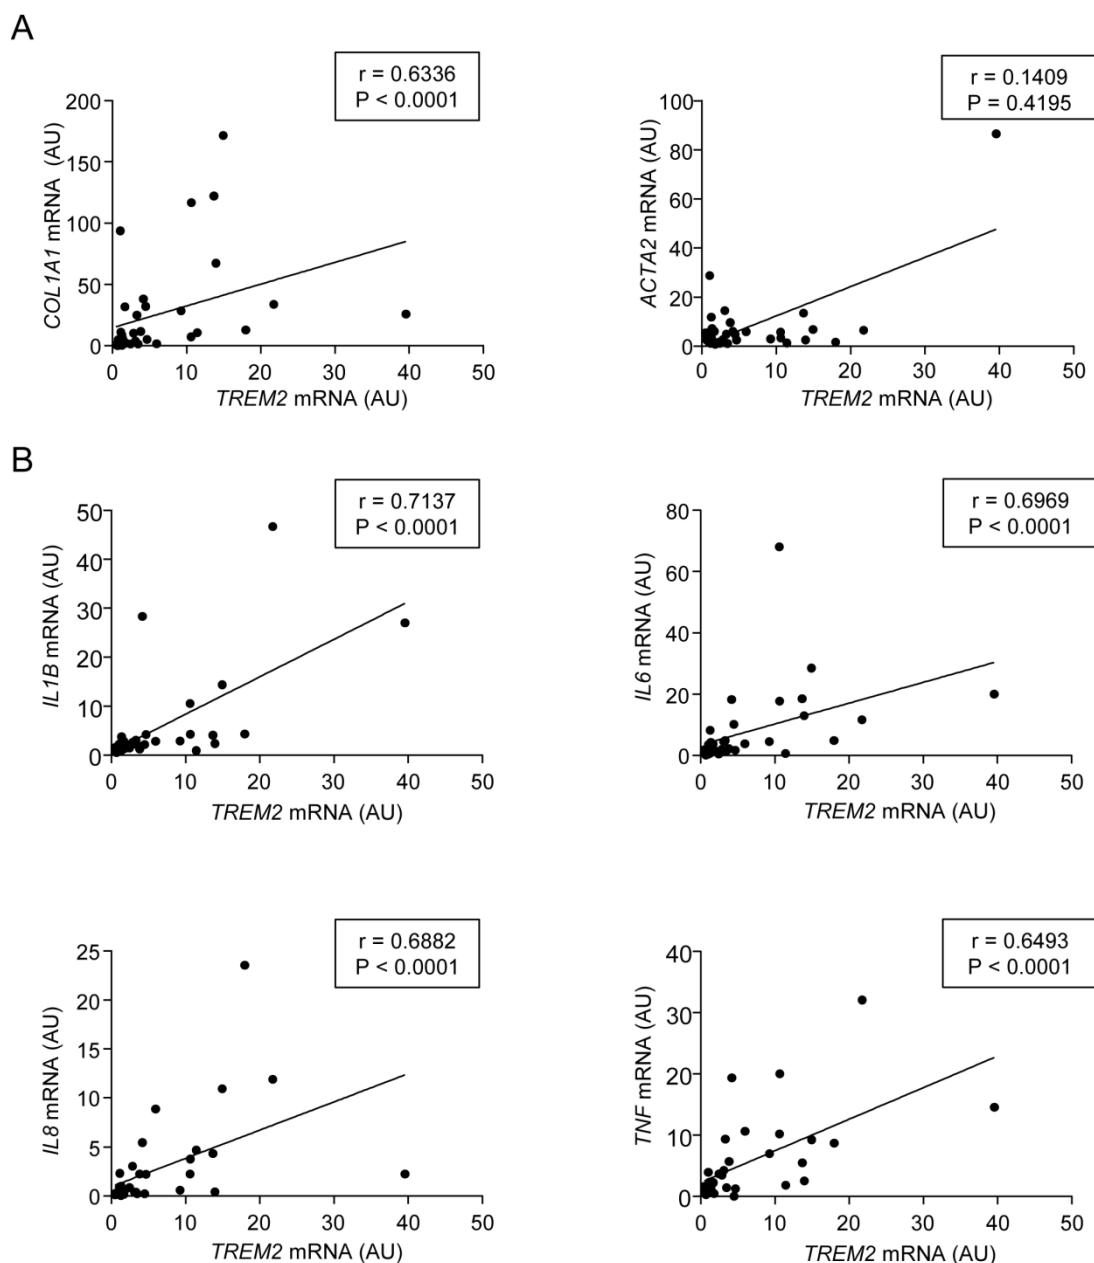 A
r = 0.6336
P < 0.0001
COL1A1 mRNA (AU)
200
150
100
50
0
0 10 20 30 40 50
TREM2 mRNA (AU)
r = 0.1409
P = 0.4195
ACTA2 mRNA (AU)
100
80
60
40
20
0
0 10 20 30 40 50
TREM2 mRNA (AU)
B
r = 0.7137
P < 0.0001
IL1B mRNA (AU)
50
40
30
20
10
0
0 10 20 30 40 50
TREM2 mRNA (AU)
r = 0.6969
P < 0.0001
IL6 mRNA (AU)
80
60
40
20
0
0 10 20 30 40 50
TREM2 mRNA (AU)
r = 0.6882
P < 0.0001
IL8 mRNA (AU)
25
20
15
10
5
0
0 10 20 30 40 50
TREM2 mRNA (AU)
r = 0.6493
P < 0.0001
TNF mRNA (AU)
40
30
20
10
0
0 10 20 30 40 50
TREM2 mRNA (AU)